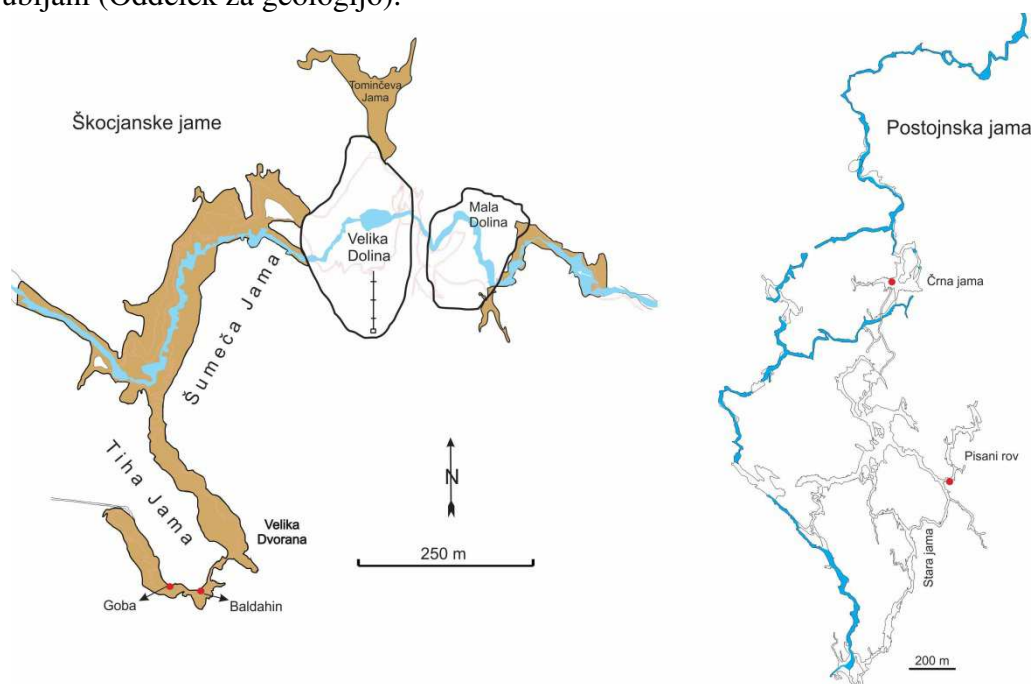 ubljani (Oddelek za geologijo).
Škocjanske jame
Tominčeva
Jama
Velika
Dolina
Mala
Dolina
Šumeča Jama
Tiha Jama
Velika
Dvorana
N
250 m
Goba
Baldahin
Postojnska jama
Črna jama
Pisani rov
Stara jama
200 m